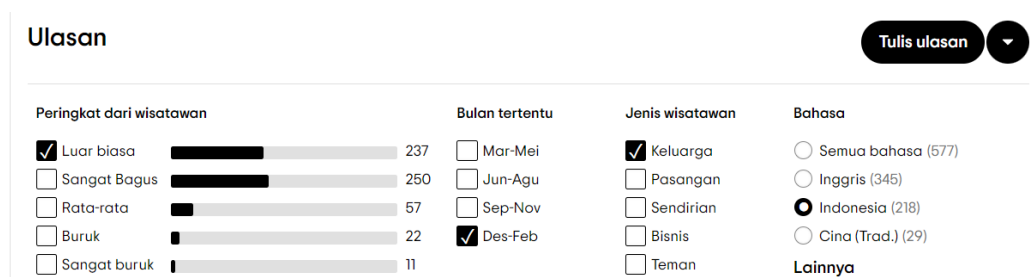 Ulasan
Tulis ulasan
Peringkat dari wisatawan
Bulan tertentu
Jenis wisatawan
Bahasa
Luar biasa 237
Mar-Mei
Keluarga
Semua bahasa (577)
Sangat Bagus 250
Jun-Agu
Pasangan
Inggris (345)
Rata-rata 57
Sep-Nov
Sendirian
Indonesia (218)
Buruk 22
Des-Feb
Bisnis
Cina (Trad.) (29)
Sangat buruk 11
Teman
Lainnya